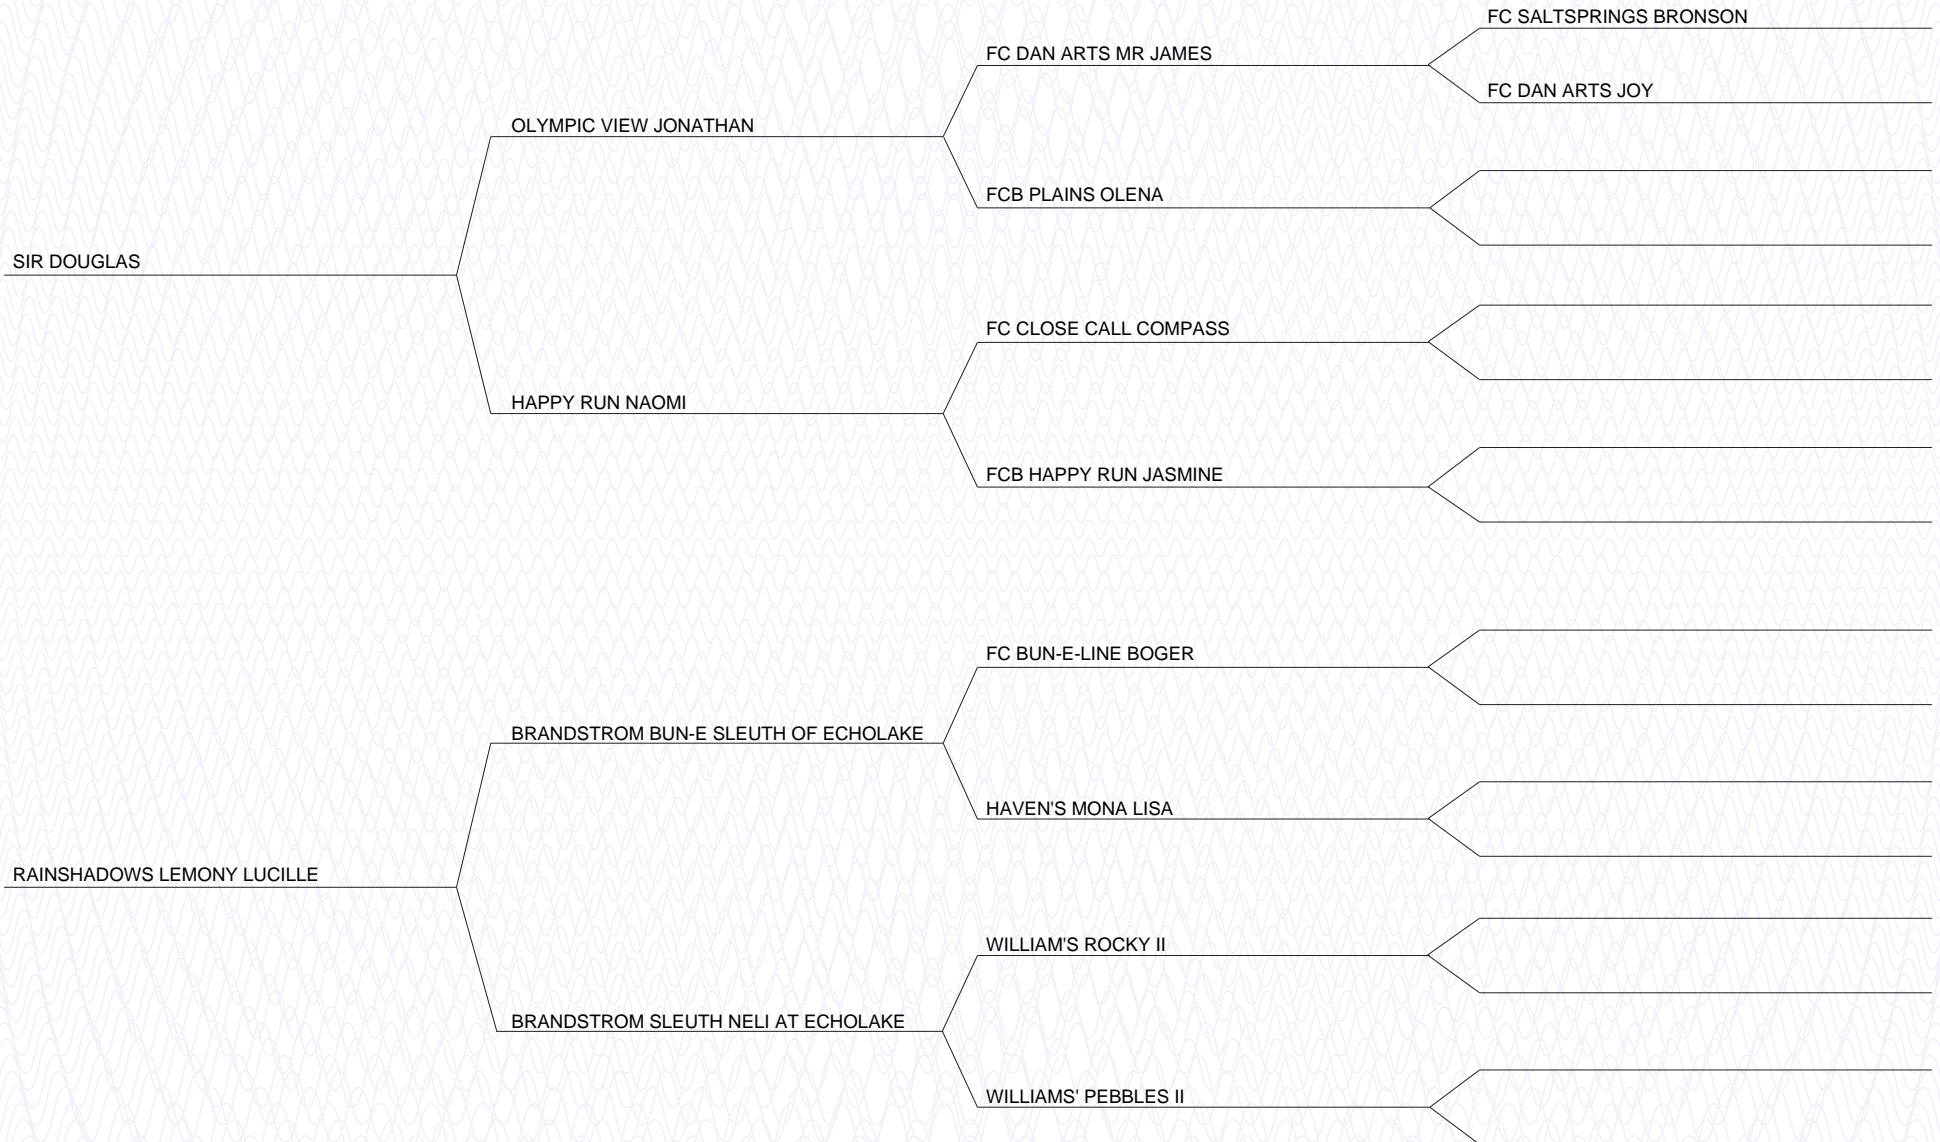 FC SALTSPRINGS BRONSON
FC DAN ARTS MR JAMES
FC DAN ARTS JOY
OLYMPIC VIEW JONATHAN
FCB PLAINS OLENA
SIR DOUGLAS
FC CLOSE CALL COMPASS
HAPPY RUN NAOMI
FCB HAPPY RUN JASMINE
FC BUN-E-LINE BOGER
BRANDSTROM BUN-E SLEUTH OF ECHOLAKE
HAVEN'S MONA LISA
RAINSHADOWS LEMONY LUCILLE
WILLIAM'S ROCKY II
BRANDSTROM SLEUTH NELI AT ECHOLAKE
WILLIAMS' PEBBLES II